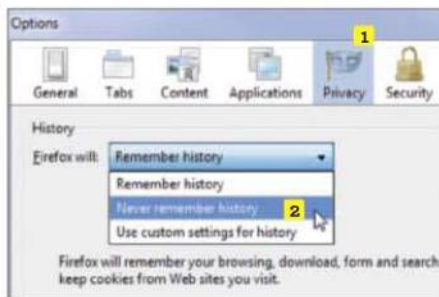 Options
1
General Tabs Content Applications Privacy Security
History
Firefox will: Remember history
Remember history
Never remember history 2
Use custom settings for history
Firefox will remember your browsing, download, form and search
keep cookies from Web sites you visit.